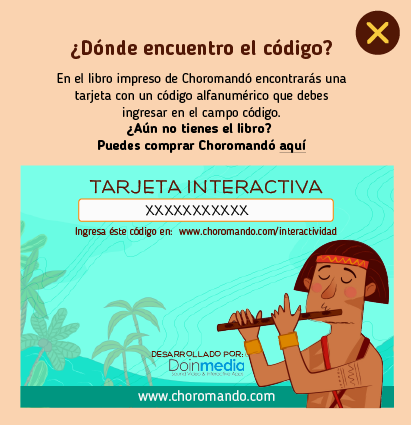 ¿Dónde encuentro el código?
En el libro impreso de Choromandó encontrarás una
tarjeta con un código alfanumérico que debes
ingresar en el campo código.
¿Aún no tienes el libro?
Puedes comprar Choromandó aquí
TARJETA INTERACTIVA
XXXXXXXXXXX
Ingresa éste código en: www.choromando.com/interactividad
DESARROLLADO POR:
Doinmedia
Sound, Video & Interactive Apps
www.choromando.com